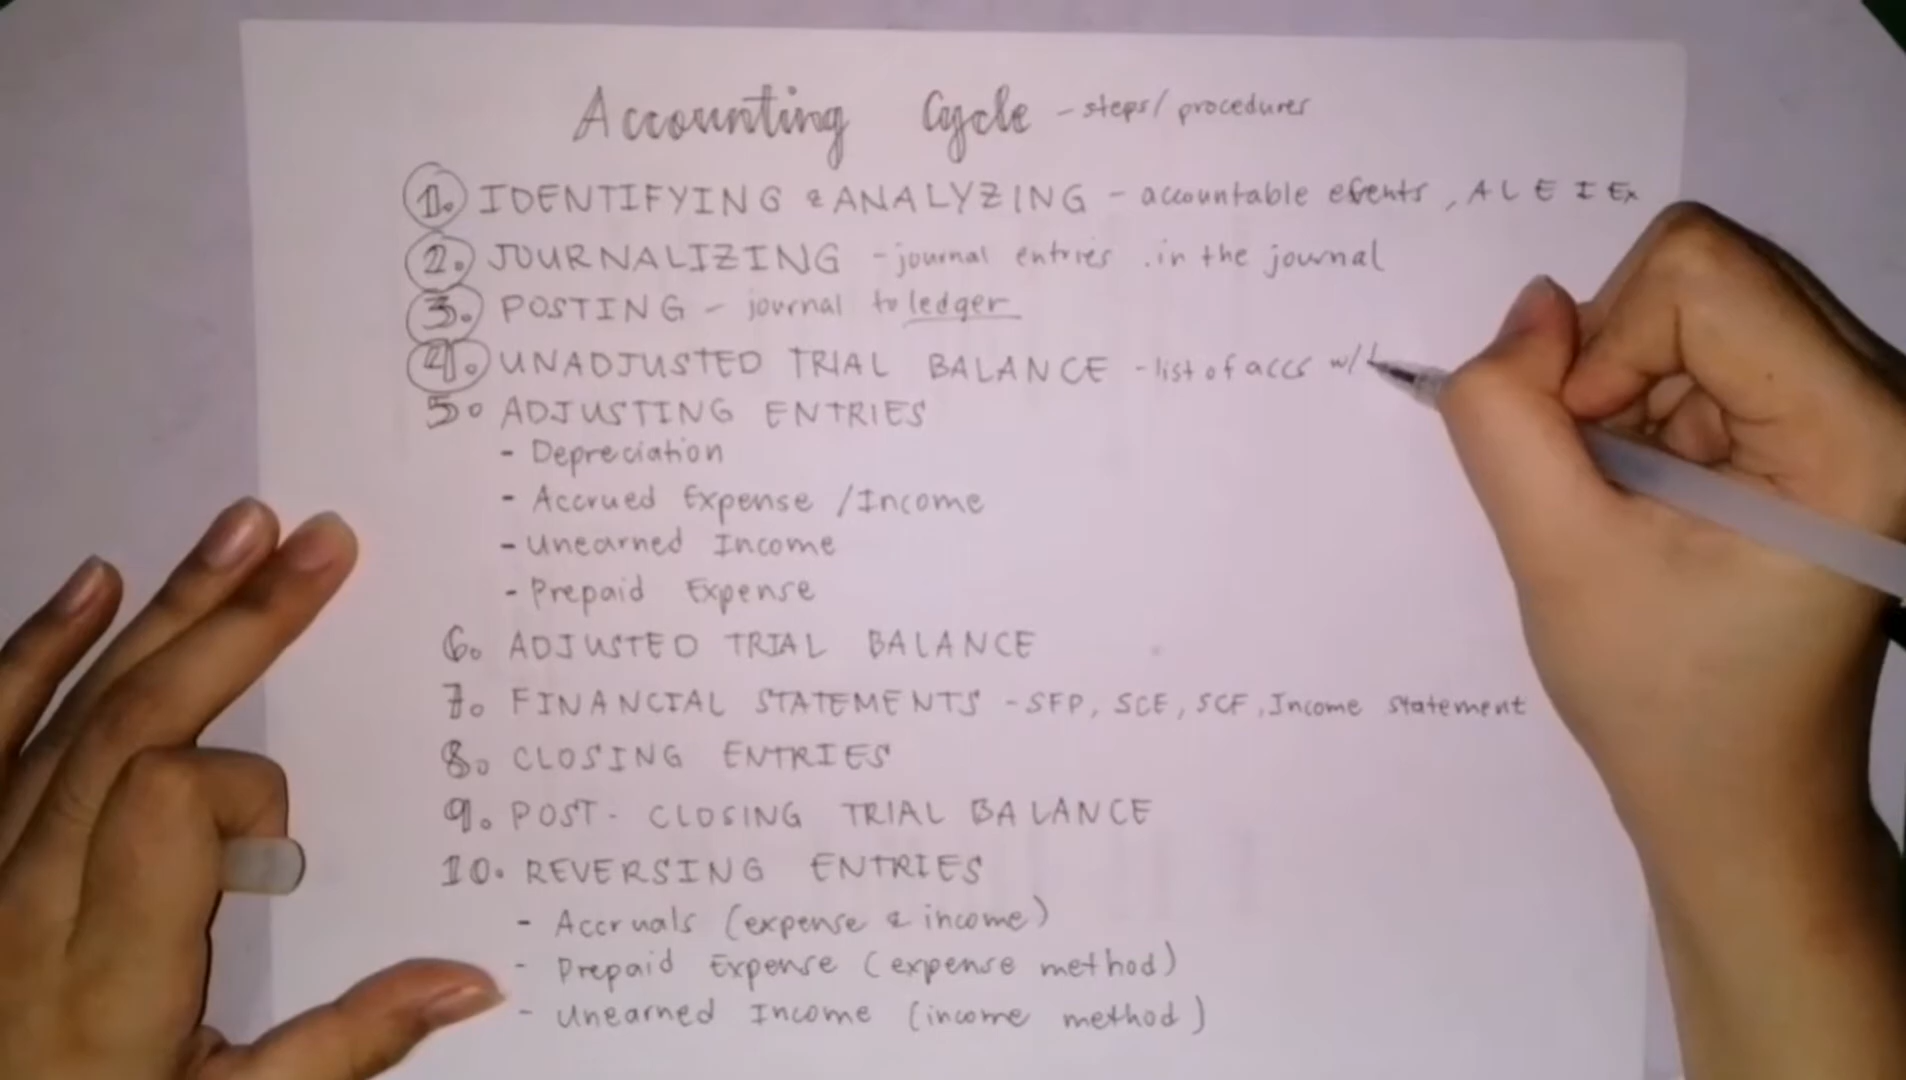 Accounting Cycle - steps/procedures
1. IDENTIFYING & ANALYZING - accountable events, A L E I Ex
2. JOURNALIZING - journal entries . in the journal
3. POSTING - journal to ledger
4. UNADJUSTED TRIAL BALANCE - list of accs w/
5. ADJUSTING ENTRIES
- Depreciation
- Accrued Expense / Income
- Unearned Income
- Prepaid Expense
6. ADJUSTED TRIAL BALANCE
7. FINANCIAL STATEMENTS - SFP, SCE, SCF, Income Statement
8. CLOSING ENTRIES
9. POST- CLOSING TRIAL BALANCE
10. REVERSING ENTRIES
- Accruals (expense & income)
- Prepaid Expense (expense method)
- Unearned Income (income method)